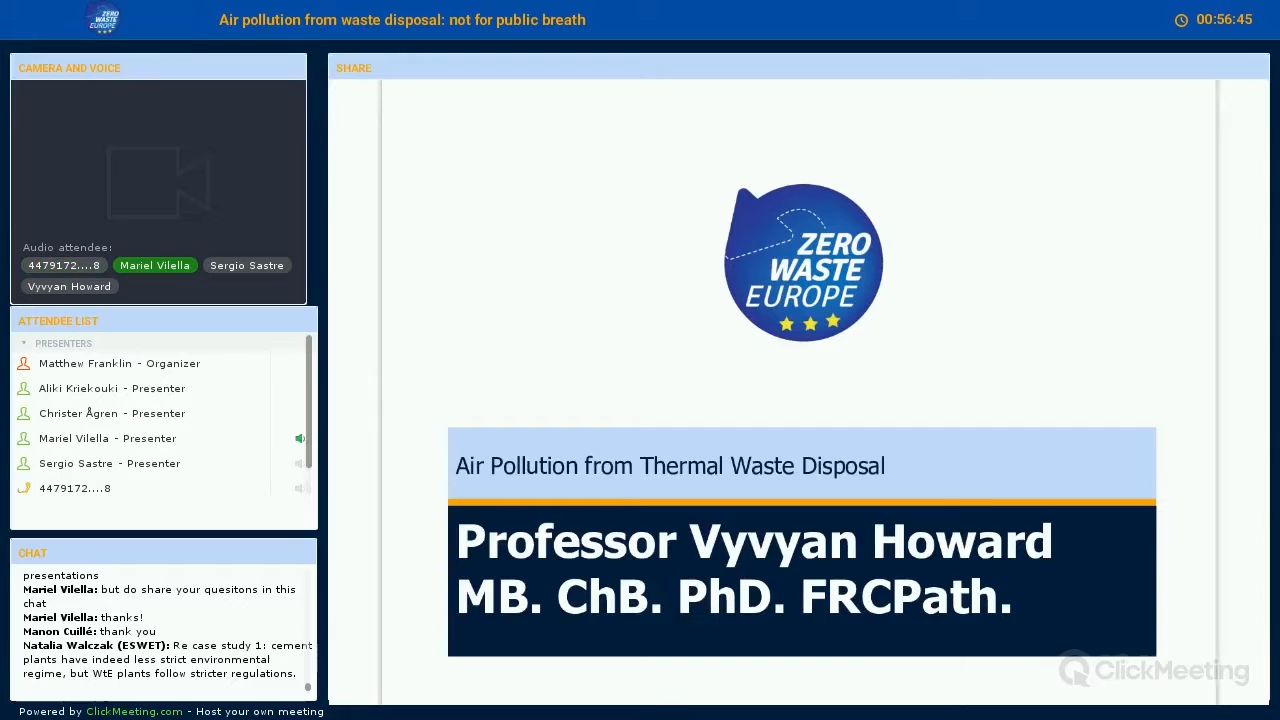 ZERO
WASTE
EUROPE
Air pollution from waste disposal: not for public breath
00:56:45
CAMERA AND VOICE
Audio attendee:
4479172....8
Mariel Vilella
Sergio Sastre
Vyvyan Howard
ATTENDEE LIST
PRESENTERS
Matthew Franklin - Organizer
Aliki Kriekouki - Presenter
Christer Ågren - Presenter
Mariel Vilella - Presenter
Sergio Sastre - Presenter
4479172....8
CHAT
presentations
Mariel Vilella: but do share your quesitons in this
chat
Mariel Vilella: thanks!
Manon Cuillé: thank you
Natalia Walczak (ESWET): Re case study 1: cement
plants have indeed less strict environmental
regime, but WtE plants follow stricter regulations.
Powered by ClickMeeting.com - Host your own meeting
SHARE
ZERO
WASTE
EUROPE
Air Pollution from Thermal Waste Disposal
Professor Vyvyan Howard
MB. ChB. PhD. FRCPath.
ClickMeeting